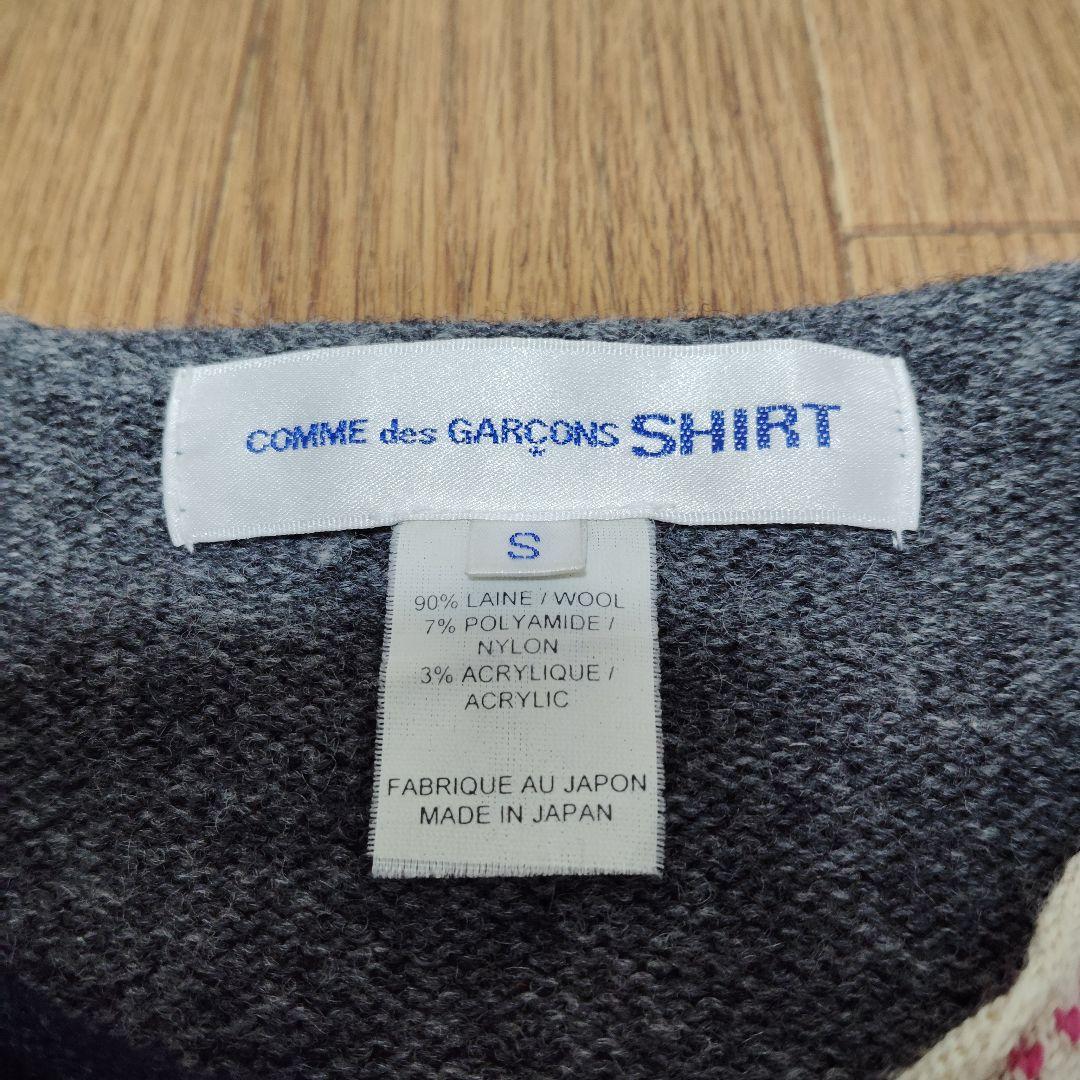 COMME des GARÇONS SHIRT
S
90% LAINE / WOOL
7% POLYAMIDE /
NYLON
3% ACRYLIQUE /
ACRYLIC
FABRIQUE AU JAPON
MADE IN JAPAN